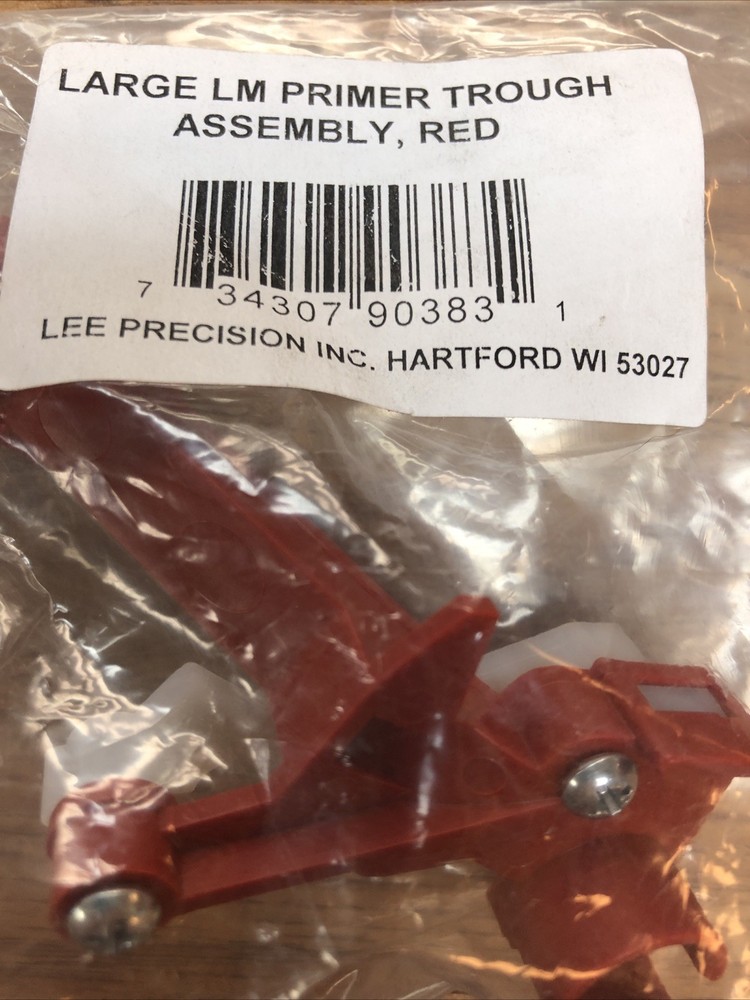 LARGE LM PRIMER TROUGH
ASSEMBLY, RED
7 34307 90383 1
LEE PRECISION INC. HARTFORD WI 53027